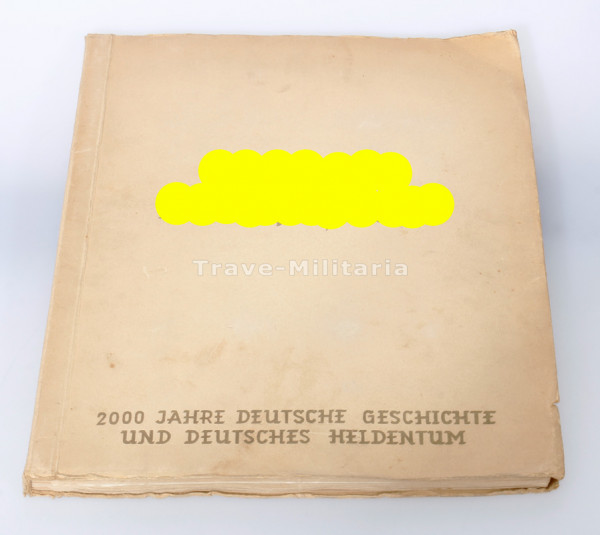 Trave-Militaria
2000 JAHRE DEUTSCHE GESCHICHTE
UND DEUTSCHES HELDENTUM